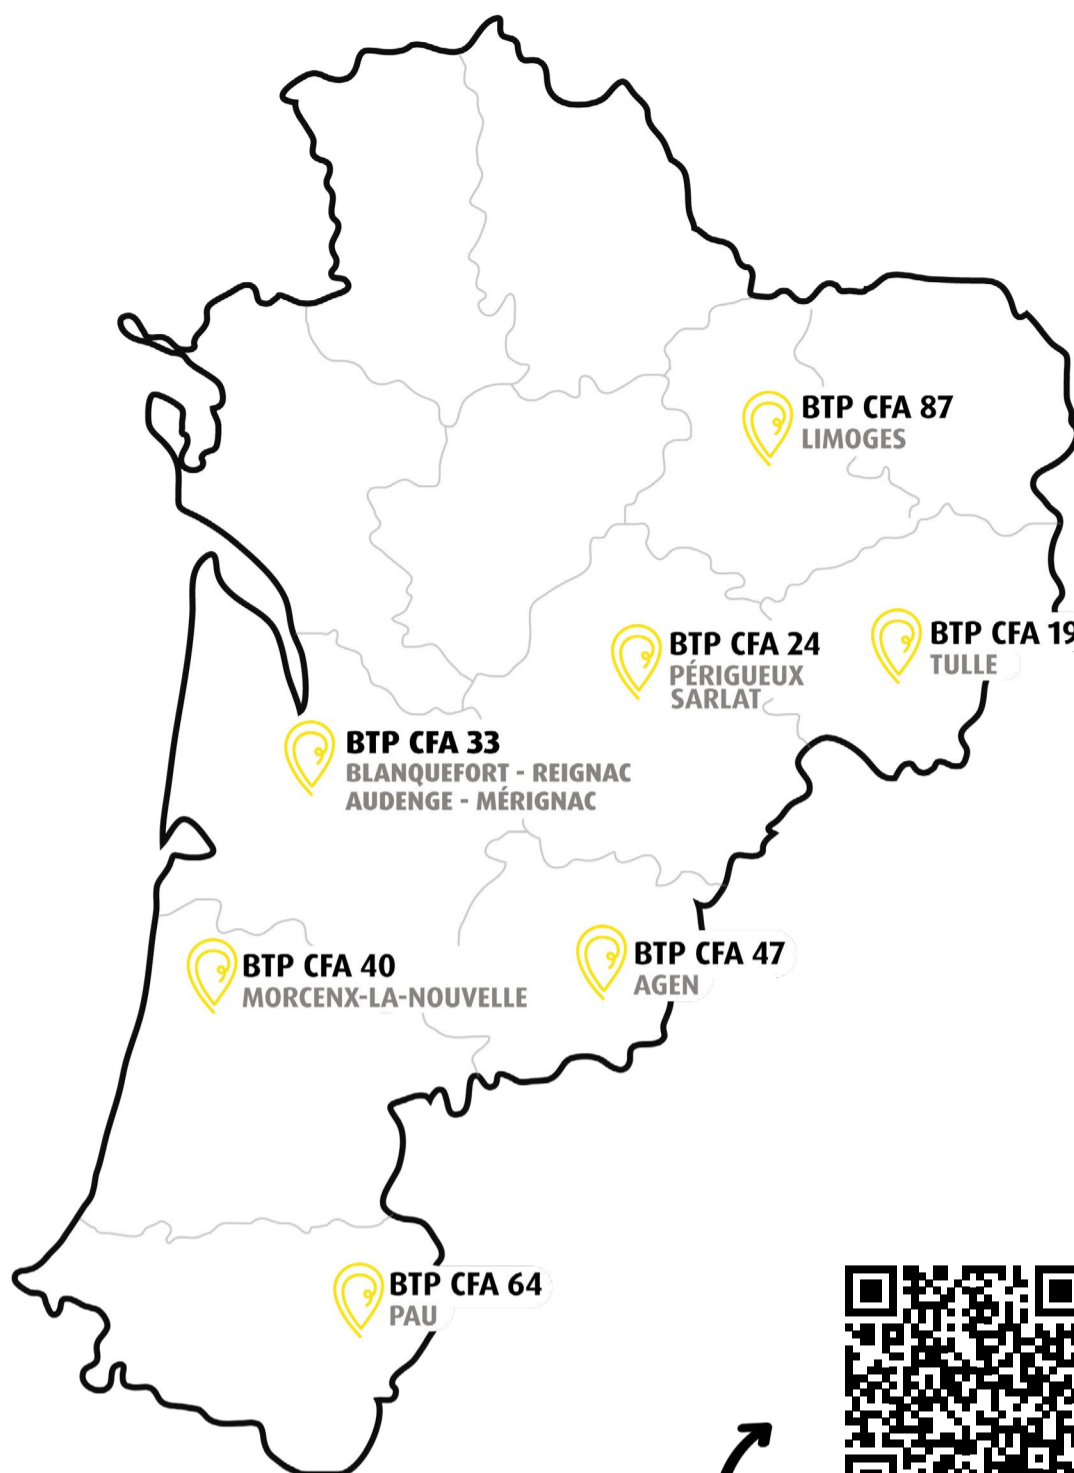 BTP CFA 87
LIMOGES
BTP CFA 24
PÉRIGUEUX
SARLAT
BTP CFA 19
TULLE
BTP CFA 33
BLANQUEFORT - REIGNAC
AUDENGE - MÉRIGNAC
BTP CFA 40
MORCENX-LA-NOUVELLE
BTP CFA 47
AGEN
BTP CFA 64
PAU